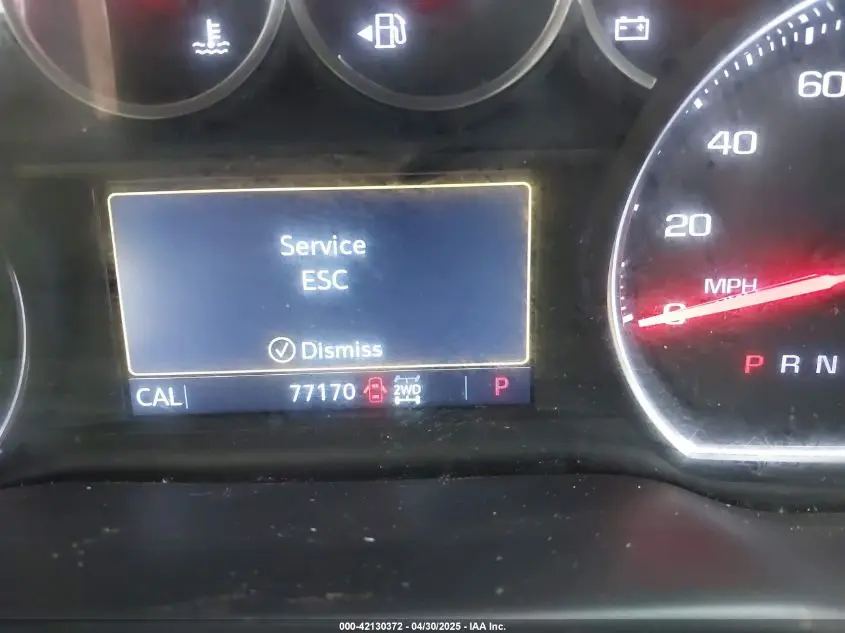 60
40
20
MPH
0
Service
ESC
Dismiss
CAL 77170 2WD P
P R N
000-42130372 - 04/30/2025 - IAA Inc.